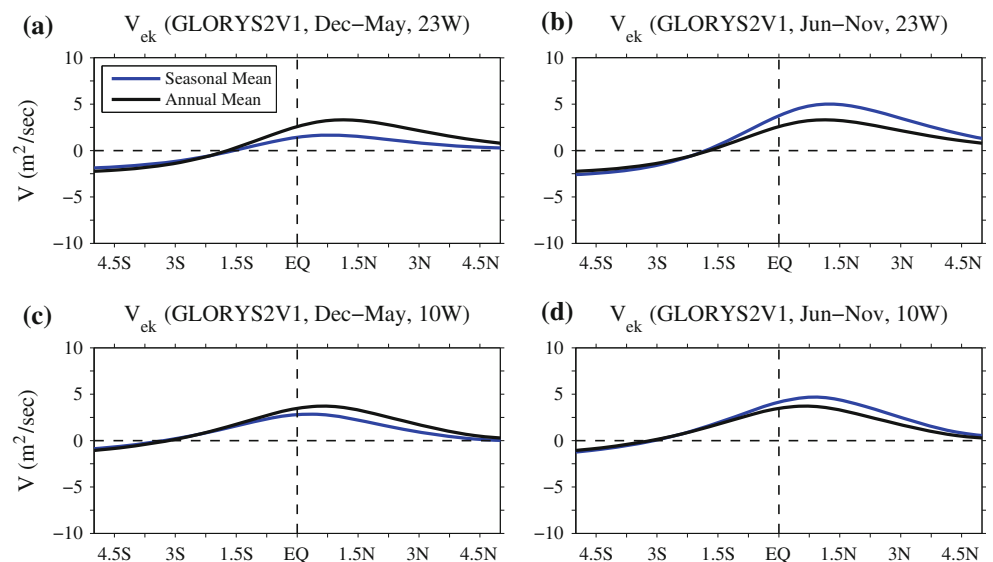 (a) V_ek (GLORYS2V1, Dec−May, 23W)
10
5
0
−5
−10
V (m²/sec)
Seasonal Mean
Annual Mean
4.5S 3S 1.5S EQ 1.5N 3N 4.5N
(b) V_ek (GLORYS2V1, Jun−Nov, 23W)
10
5
0
−5
−10
4.5S 3S 1.5S EQ 1.5N 3N 4.5N
(c) V_ek (GLORYS2V1, Dec−May, 10W)
10
5
0
−5
−10
V (m²/sec)
4.5S 3S 1.5S EQ 1.5N 3N 4.5N
(d) V_ek (GLORYS2V1, Jun−Nov, 10W)
10
5
0
−5
−10
4.5S 3S 1.5S EQ 1.5N 3N 4.5N